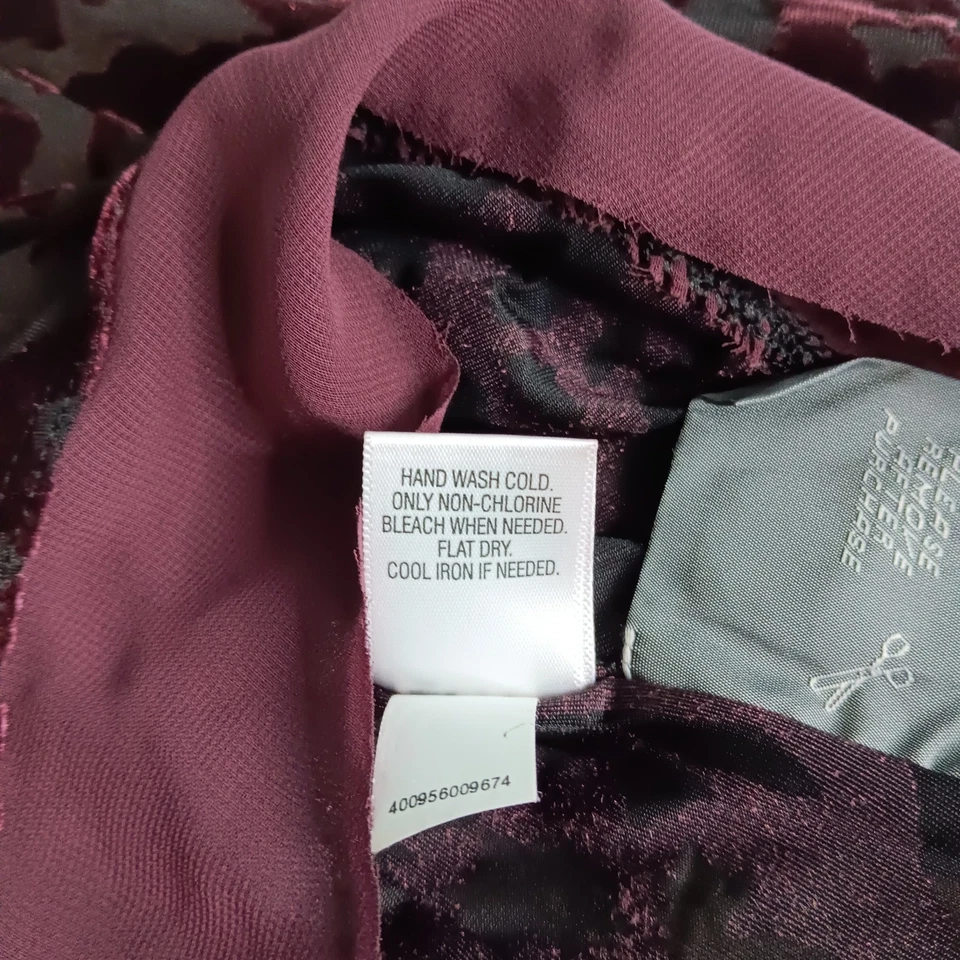 HAND WASH COLD.
ONLY NON-CHLORINE
BLEACH WHEN NEEDED.
FLAT DRY.
COOL IRON IF NEEDED.
400956009674
PLEASE
REMOVE
AFTER
PURCHASE